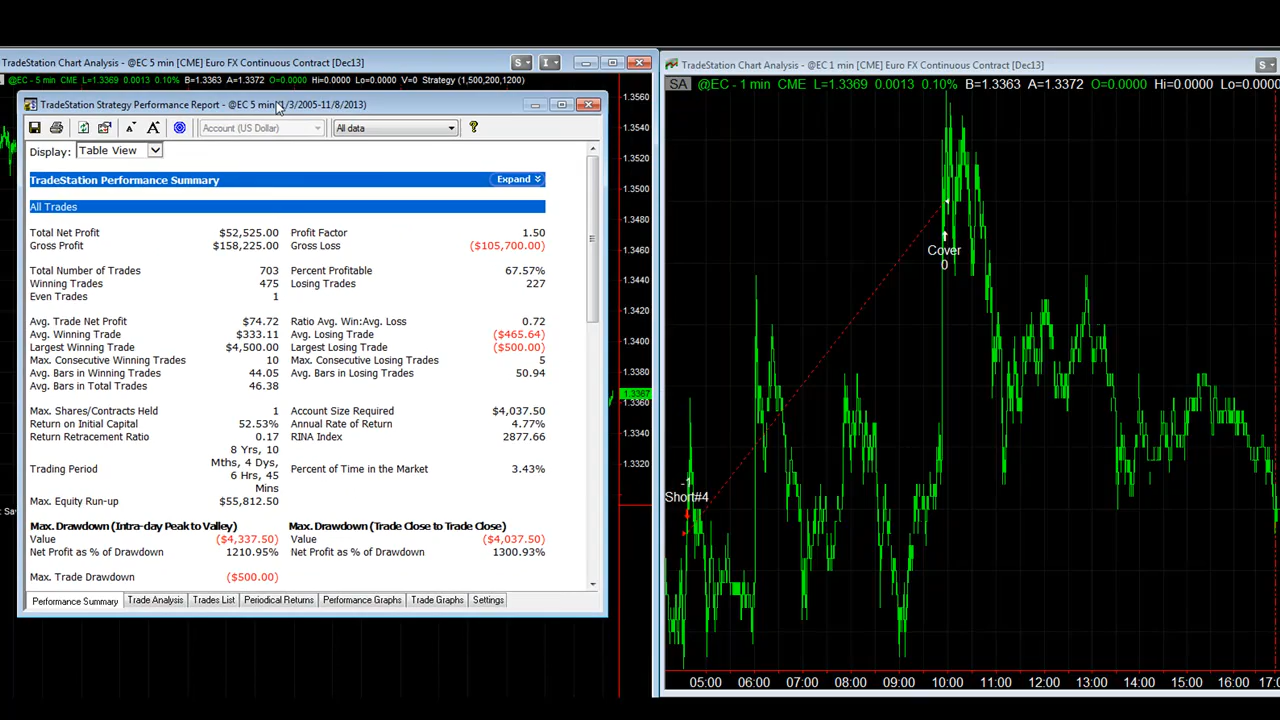 TradeStation Chart Analysis - @EC 5 min [CME] Euro FX Continuous Contract [Dec13]
S
I
@EC - 5 min CME L=1.3369 0.0013 0.10% B=1.3363 A=1.3372 O=0.0000 Hi=0.0000 Lo=0.0000 V=0 Strategy (1,500,200,1200)
TradeStation Strategy Performance Report - @EC 5 min /3/2005-11/8/2013)
Account (US Dollar)
All data
Display: Table View
TradeStation Performance Summary Expand
All Trades
Total Net Profit $52,525.00 Profit Factor 1.50
Gross Profit $158,225.00 Gross Loss ($105,700.00)
Total Number of Trades 703 Percent Profitable 67.57%
Winning Trades 475 Losing Trades 227
Even Trades 1
Avg. Trade Net Profit $74.72 Ratio Avg. Win:Avg. Loss 0.72
Avg. Winning Trade $333.11 Avg. Losing Trade ($465.64)
Largest Winning Trade $4,500.00 Largest Losing Trade ($500.00)
Max. Consecutive Winning Trades 10 Max. Consecutive Losing Trades 5
Avg. Bars in Winning Trades 44.05 Avg. Bars in Losing Trades 50.94
Avg. Bars in Total Trades 46.38
Max. Shares/Contracts Held 1 Account Size Required $4,037.50
Return on Initial Capital 52.53% Annual Rate of Return 4.77%
Return Retracement Ratio 0.17 RINA Index 2877.66
Trading Period 8 Yrs, 10 Mths, 4 Dys, 6 Hrs, 45 Mins Percent of Time in the Market 3.43%
Max. Equity Run-up $55,812.50
Max. Drawdown (Intra-day Peak to Valley) Max. Drawdown (Trade Close to Trade Close)
Value ($4,337.50) Value ($4,037.50)
Net Profit as % of Drawdown 1210.95% Net Profit as % of Drawdown 1300.93%
Max. Trade Drawdown ($500.00)
Performance Summary Trade Analysis Trades List Periodical Returns Performance Graphs Trade Graphs Settings
1.3560
1.3540
1.3520
1.3500
1.3480
1.3460
1.3440
1.3420
1.3400
1.3380
1.3367
1.3360
1.3340
1.3320
TradeStation Chart Analysis - @EC 1 min [CME] Euro FX Continuous Contract [Dec13]
S
SA @EC - 1 min CME L=1.3369 0.0013 0.10% B=1.3363 A=1.3372 O=0.0000 Hi=0.0000 Lo=0.000
Cover
0
-1
Short#4
05:00 06:00 07:00 08:00 09:00 10:00 11:00 12:00 13:00 14:00 15:00 16:00 17:0